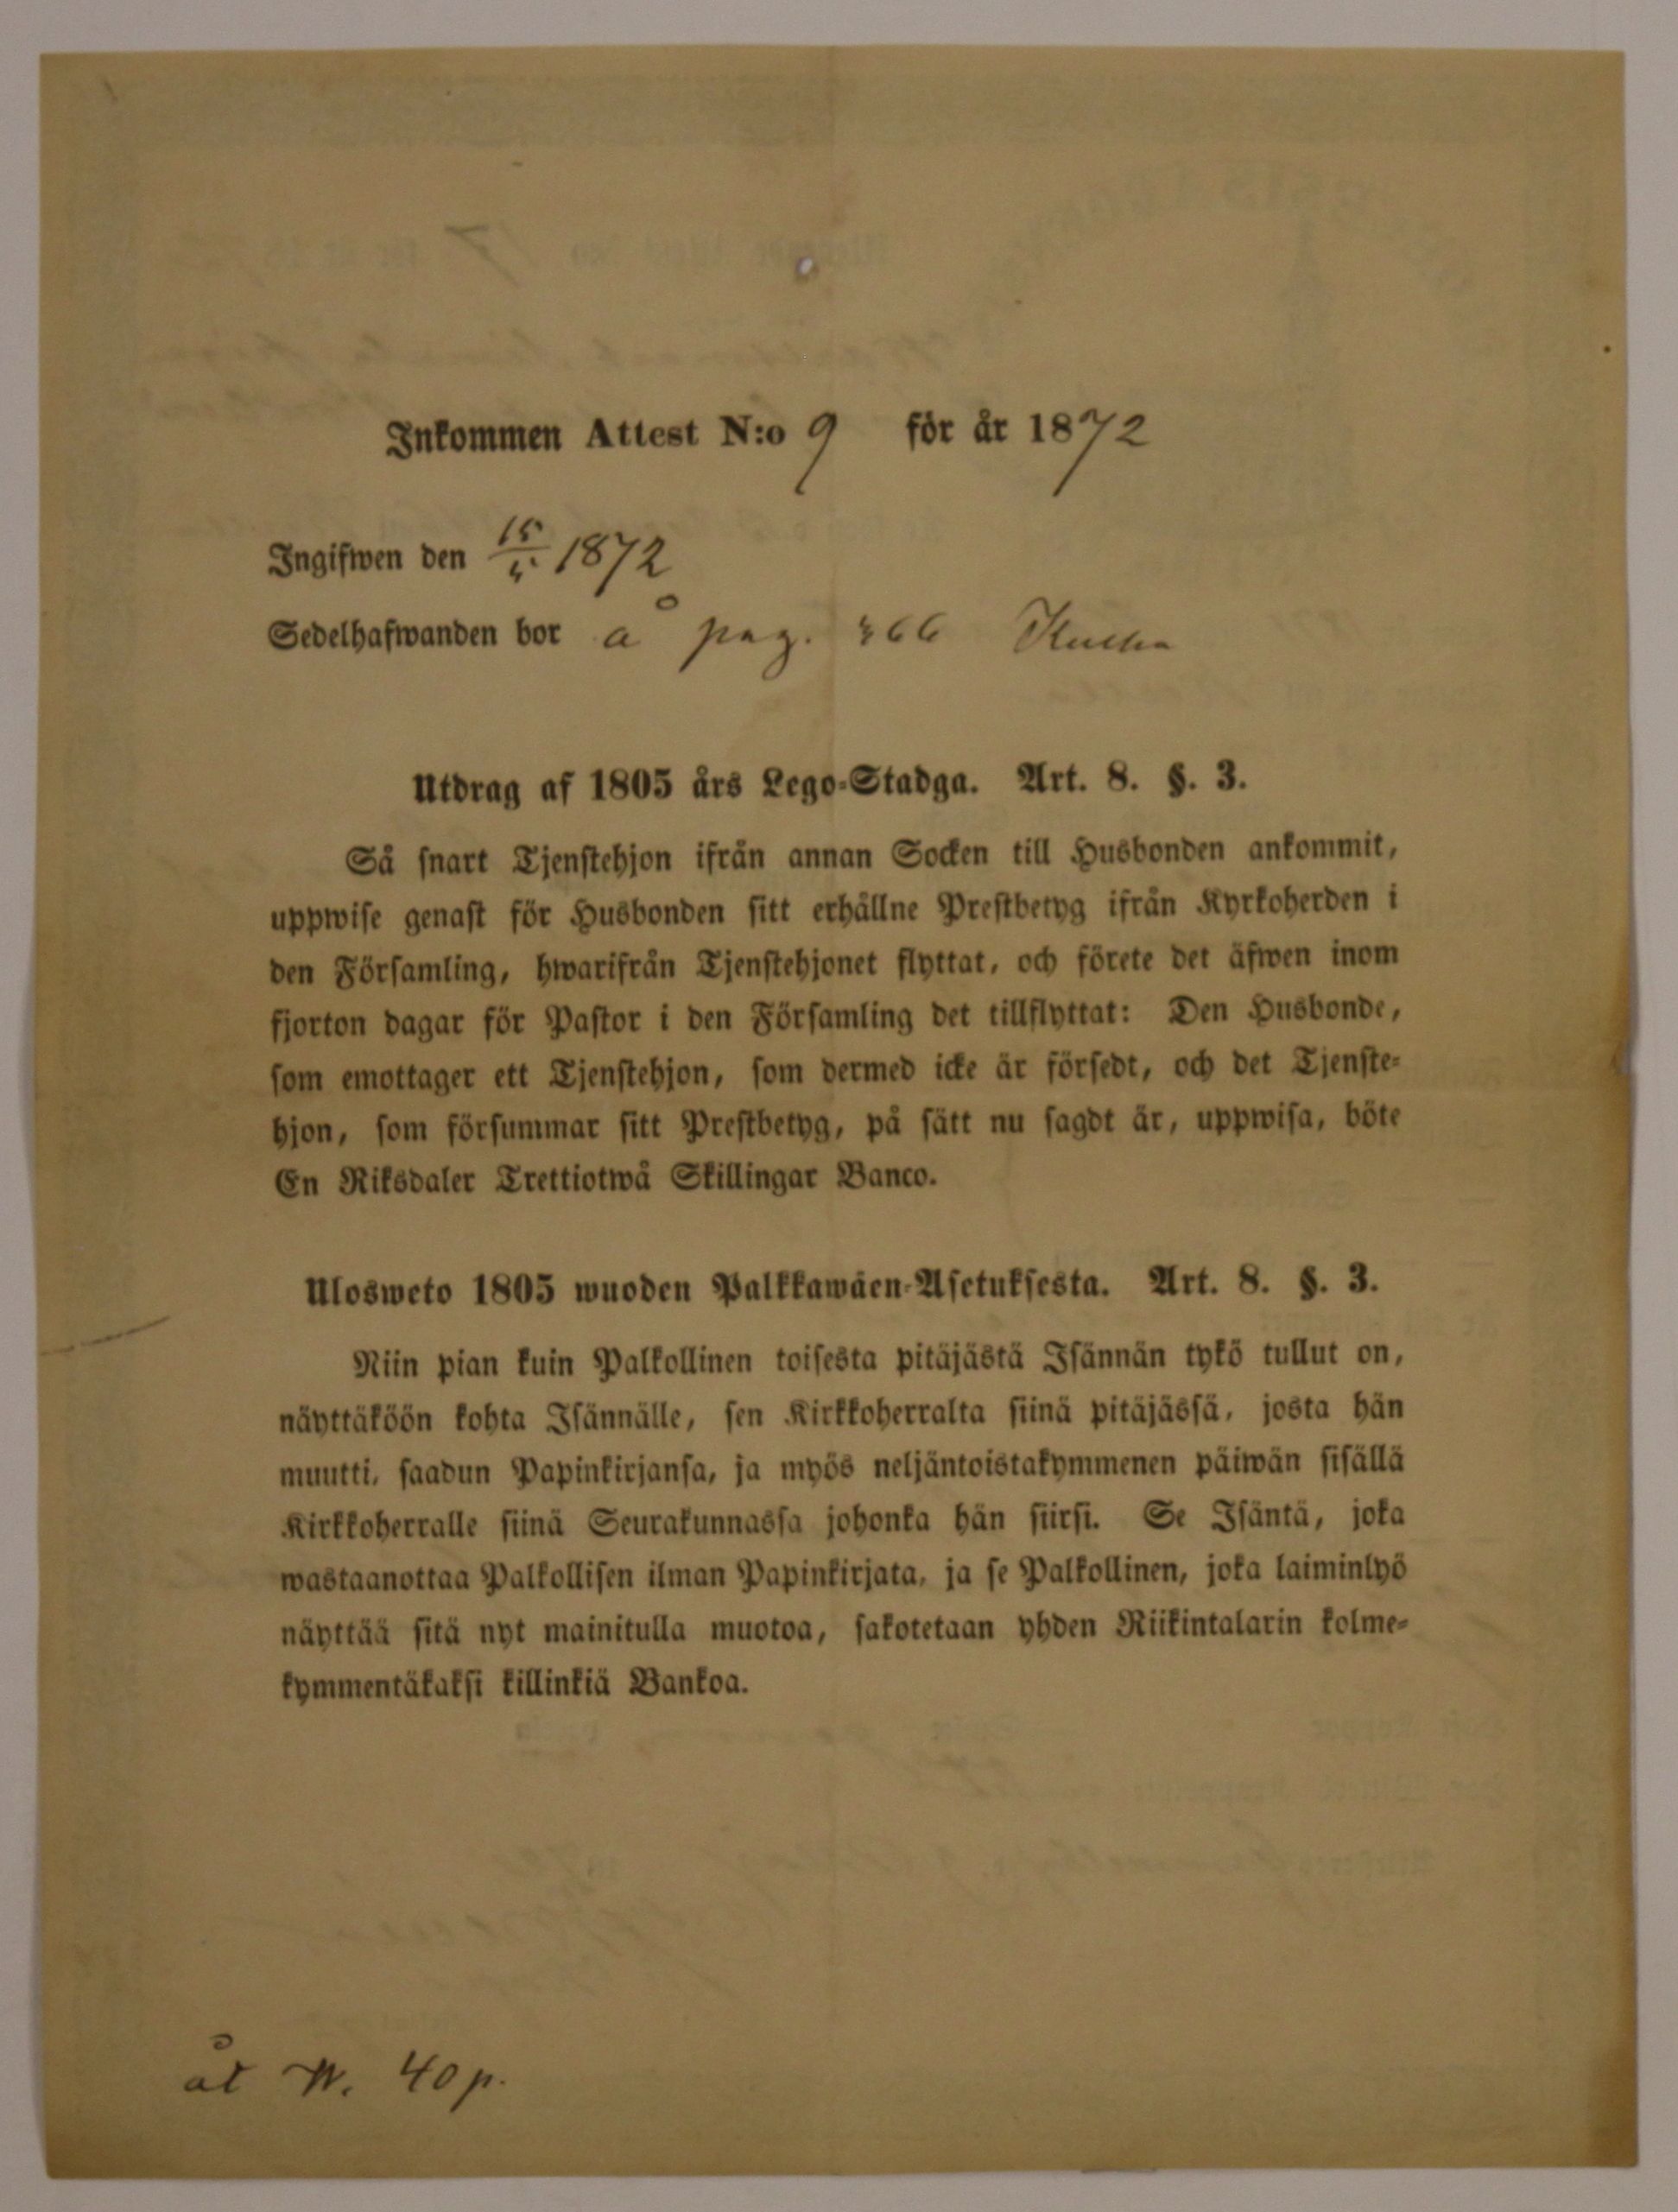 Inkommen Attest N:o 9 för år 1872
Ingifwen den 15/5 1872
Sedelhafwanden bor å pag. 366
Utdrag af 1805 års Lego-Stadga. Art. 8. §. 3.
Så snart Tjenstehjon ifrån annan Socken till Husbonden ankommit,
uppwise genast för Husbonden sitt erhållne Prestbetyg ifrån Kyrkoherden i
den Församling, hwarifrån Tjenstehjonet flyttat, och förete det äfwen inom
fjorton dagar för Pastor i den Församling det tillflyttat: Den Husbonde,
som emottager ett Tjenstehjon, som dermed icke är försedt, och det Tjenste-
hjon, som försummar sitt Prestbetyg, på sätt nu sagdt är, uppwisa, böte
En Riksdaler Trettiotwå Skillingar Banco.
Ulosweto 1805 wuoden Palkkawäen-Asetuksesta. Art. 8. §. 3.
Niin pian kuin Palkollinen toisesta pitäjästä Isännän tykö tullut on,
näyttäköön kohta Isännälle, sen Kirkkoherralta siinä pitäjässä, josta hän
muutti, saadun Papinkirjansa, ja myös neljäntoistakymmenen päiwän sisällä
Kirkkoherralle siinä Seurakunnassa johonka hän siirsi. Se Isäntä, joka
wastaanottaa Palkollisen ilman Papinkirjata, ja se Palkollinen, joka laiminlyö
näyttää sitä nyt mainitulla muotoa, sakotetaan yhden Riikintalarin kolme-
kymmentäkaksi killinkiä Bankoa.
åt W. 40 p.